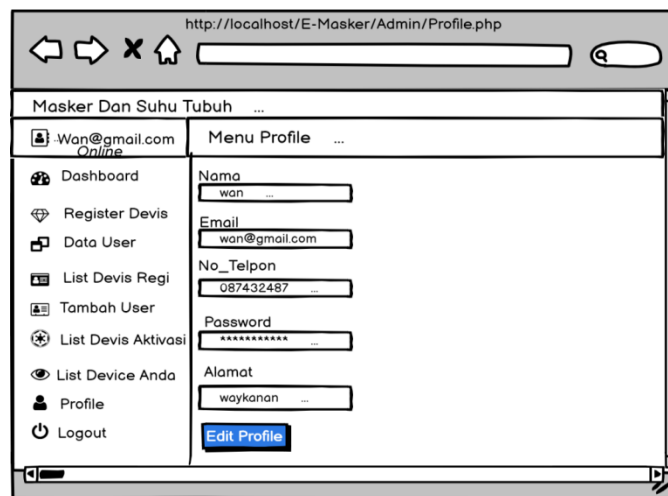 http://localhost/E-Masker/Admin/Profile.php
Masker Dan Suhu Tubuh ...
Wan@gmail.com
Online
Menu Profile ...
Dashboard
Register Devis
Data User
List Devis Regi
Tambah User
List Devis Aktivasi
List Device Anda
Profile
Logout
Nama
wan ...
Email
wan@gmail.com
No_Telpon
087432487 ...
Password
*********** ...
Alamat
waykanan ...
Edit Profile